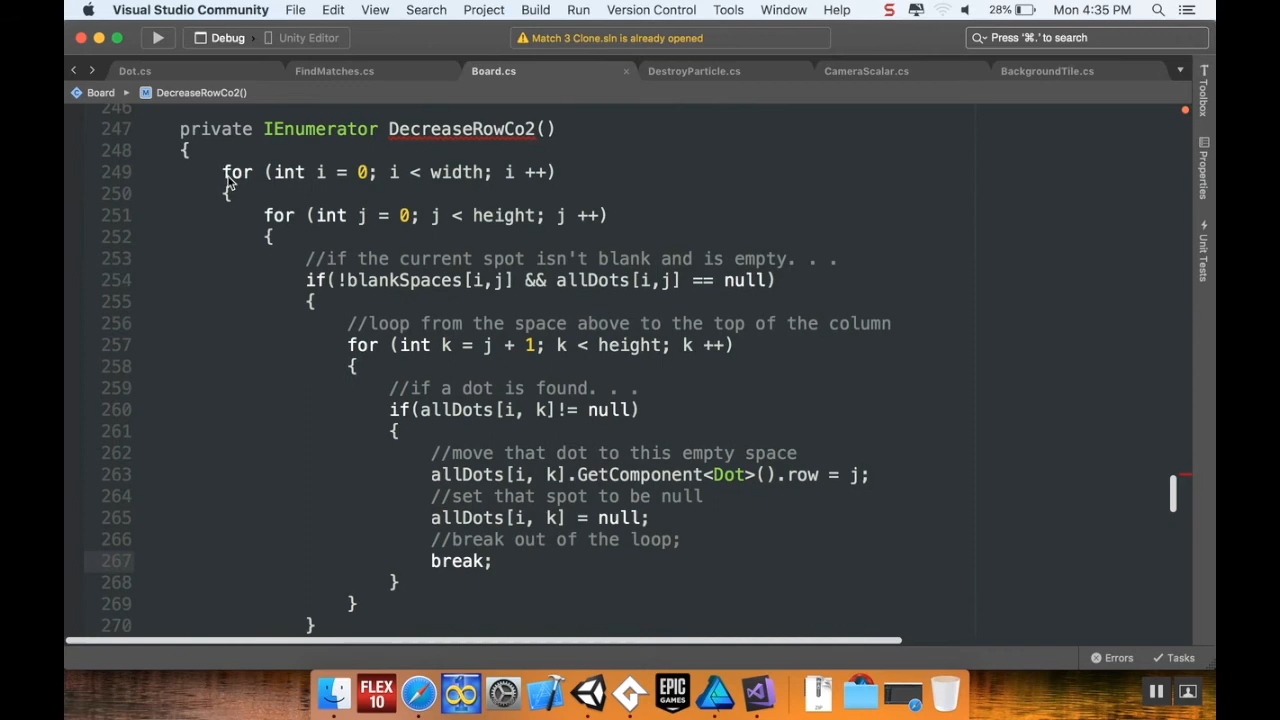 Visual Studio Community File Edit View Search Project Build Run Version Control Tools Window Help S 28% Mon 4:35 PM
Debug Unity Editor Match 3 Clone.sln is already opened Press '⌘.' to search
Dot.cs FindMatches.cs Board.cs DestroyParticle.cs CameraScalar.cs BackgroundTile.cs
Board DecreaseRowCo2()
246
247 private IEnumerator DecreaseRowCo2()
248 {
249 for (int i = 0; i < width; i ++)
250 {
251 for (int j = 0; j < height; j ++)
252 {
253 //if the current spot isn't blank and is empty. . .
254 if(!blankSpaces[i,j] && allDots[i,j] == null)
255 {
256 //loop from the space above to the top of the column
257 for (int k = j + 1; k < height; k ++)
258 {
259 //if a dot is found. . .
260 if(allDots[i, k]!= null)
261 {
262 //move that dot to this empty space
263 allDots[i, k].GetComponent<Dot>().row = j;
264 //set that spot to be null
265 allDots[i, k] = null;
266 //break out of the loop;
267 break;
268 }
269 }
270 }
Toolbox
Properties
Unit Tests
Errors Tasks
FLEX 10 EPIC GAMES ZIP